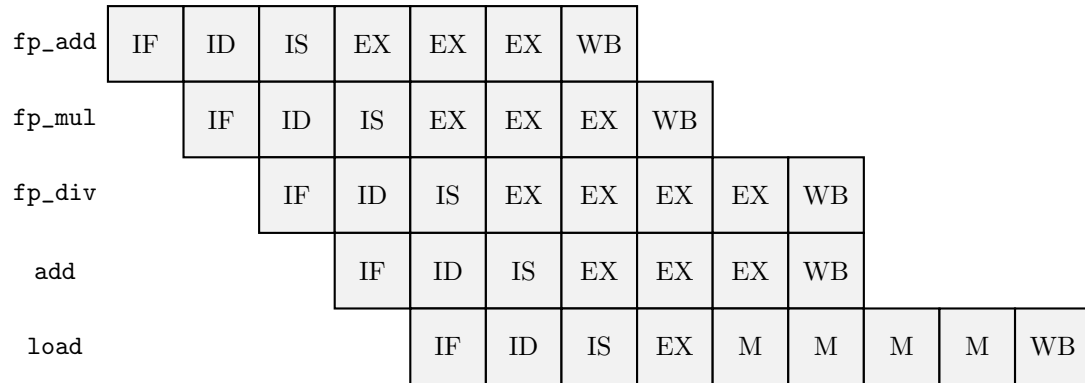 fp_add IF ID IS EX EX EX WB
fp_mul IF ID IS EX EX EX WB
fp_div IF ID IS EX EX EX EX WB
add IF ID IS EX EX EX WB
load IF ID IS EX M M M M WB